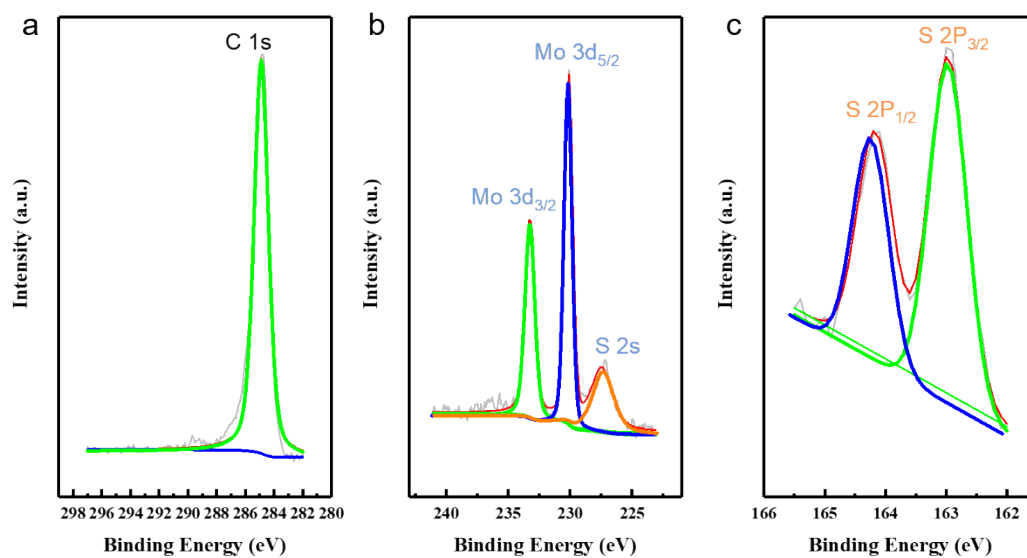 a
C 1s
Intensity (a.u.)
298 296 294 292 290 288 286 284 282 280
Binding Energy (eV)
b
Mo 3d5/2
Mo 3d3/2
S 2s
Intensity (a.u.)
240 235 230 225
Binding Energy (eV)
c
S 2P3/2
S 2P1/2
Intensity (a.u.)
166 165 164 163 162
Binding Energy (eV)